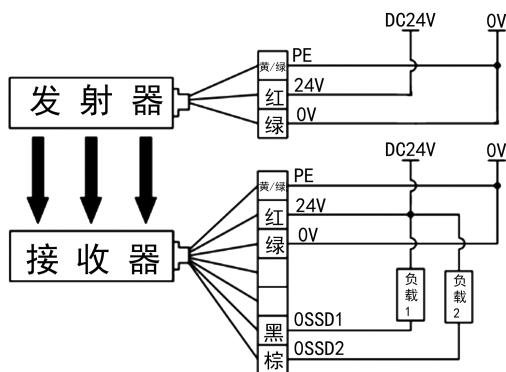 DC24V 0V
黄/绿 PE
发射器 红 24V
绿 0V
DC24V 0V
黄/绿 PE
红 24V
接收器 绿 0V
负载1 负载2
黑 OSSD1
棕 OSSD2